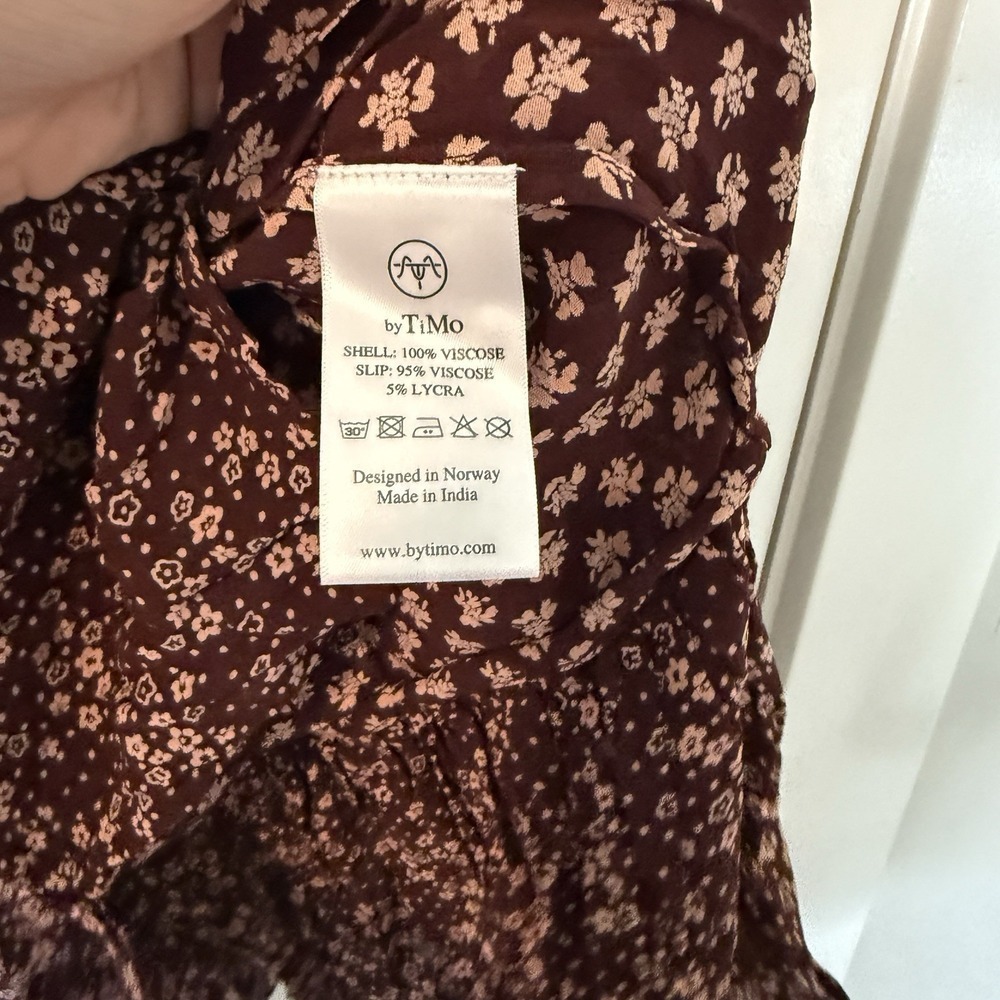 byTiMo
SHELL: 100% VISCOSE
SLIP: 95% VISCOSE
5% LYCRA
30°
Designed in Norway
Made in India
www.bytimo.com